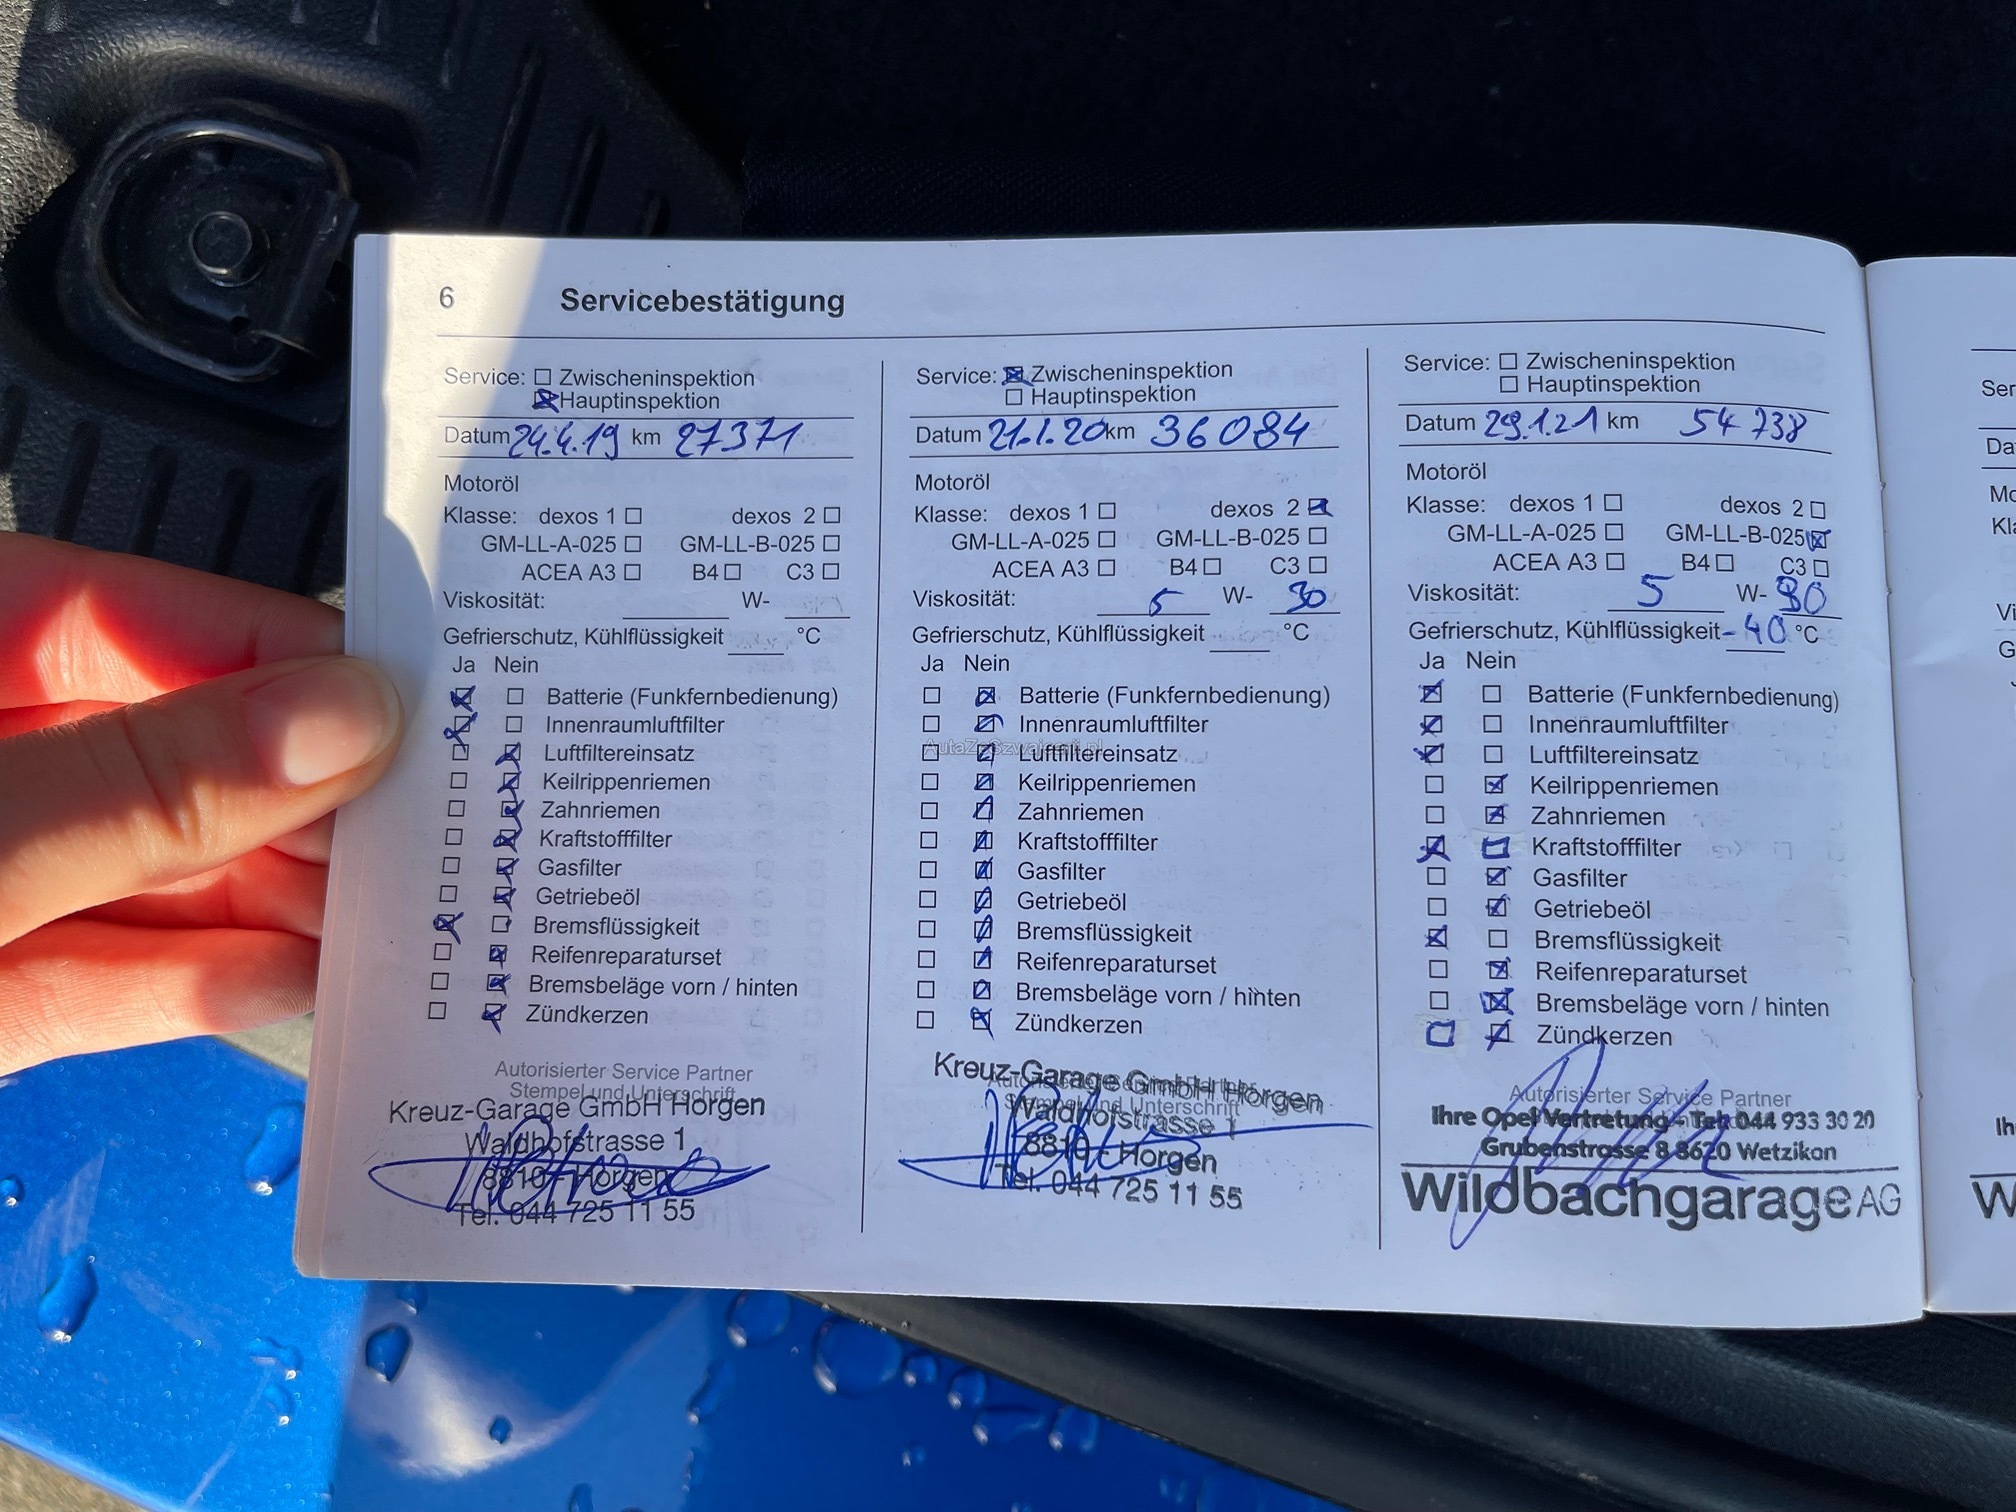 6 Servicebestätigung
Service: Zwischeninspektion
Hauptinspektion
Datum 24.4.19 km 27371
Motoröl
Klasse: dexos 1 dexos 2
GM-LL-A-025 GM-LL-B-025
ACEA A3 B4 C3
Viskosität: W-
Gefrierschutz, Kühlflüssigkeit °C
Ja Nein
Batterie (Funkfernbedienung)
Innenraumluftfilter
Luftfiltereinsatz
Keilrippenriemen
Zahnriemen
Kraftstofffilter
Gasfilter
Getriebeöl
Bremsflüssigkeit
Reifenreparaturset
Bremsbeläge vorn / hinten
Zündkerzen
Autorisierter Service Partner
Stempel und Unterschrift
Kreuz-Garage GmbH Horgen
Waldhofstrasse 1
8810 - Horgen
Tel. 044 725 11 55
Service: Zwischeninspektion
Hauptinspektion
Datum 21.1.20 km 36084
Motoröl
Klasse: dexos 1 dexos 2
GM-LL-A-025 GM-LL-B-025
ACEA A3 B4 C3
Viskosität: 5 W- 30
Gefrierschutz, Kühlflüssigkeit °C
Ja Nein
Batterie (Funkfernbedienung)
Innenraumluftfilter
AutaZeSzwajcarii.pl
Luftfiltereinsatz
Keilrippenriemen
Zahnriemen
Kraftstofffilter
Gasfilter
Getriebeöl
Bremsflüssigkeit
Reifenreparaturset
Bremsbeläge vorn / hinten
Zündkerzen
Autorisierter Service Partner
Stempel und Unterschrift
Kreuz-Garage GmbH Horgen
Waldhofstrasse 1
8810 - Horgen
Tel. 044 725 11 55
Service: Zwischeninspektion
Hauptinspektion
Datum 29.1.21 km 54738
Motoröl
Klasse: dexos 1 dexos 2
GM-LL-A-025 GM-LL-B-025
ACEA A3 B4 C3
Viskosität: 5 W- 30
Gefrierschutz, Kühlflüssigkeit -40 °C
Ja Nein
Batterie (Funkfernbedienung)
Innenraumluftfilter
Luftfiltereinsatz
Keilrippenriemen
Zahnriemen
Kraftstofffilter
Gasfilter
Getriebeöl
Bremsflüssigkeit
Reifenreparaturset
Bremsbeläge vorn / hinten
Zündkerzen
Autorisierter Service Partner
Ihre Opel Vertretung - Tel. 044 933 30 20
Grubenstrasse 8 8620 Wetzikon
Wildbachgarage AG